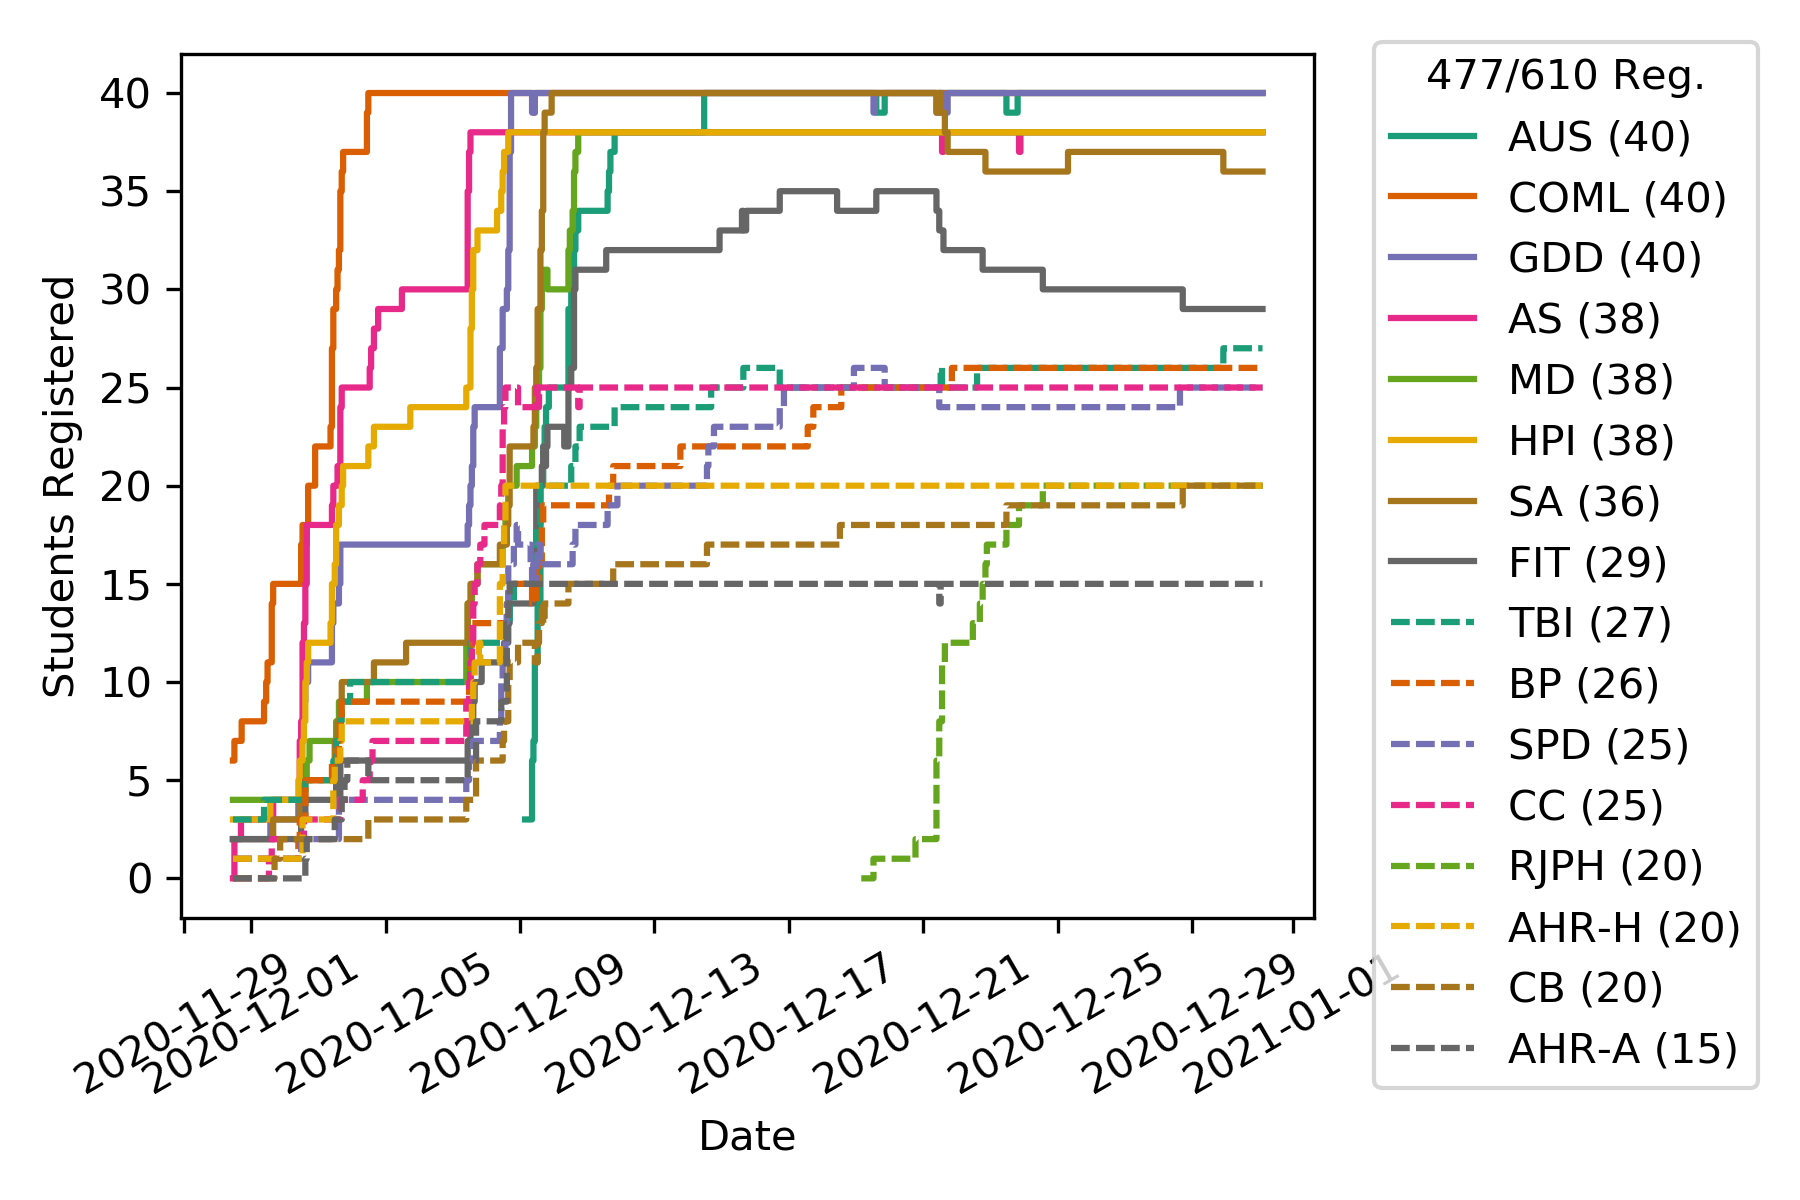 40
35
30
25
20
15
10
5
0
Students Registered
2020-11-29
2020-12-01
2020-12-05
2020-12-09
2020-12-13
2020-12-17
2020-12-21
2020-12-25
2020-12-29
2021-01-01
Date
477/610 Reg.
AUS (40)
COML (40)
GDD (40)
AS (38)
MD (38)
HPI (38)
SA (36)
FIT (29)
TBI (27)
BP (26)
SPD (25)
CC (25)
RJPH (20)
AHR-H (20)
CB (20)
AHR-A (15)